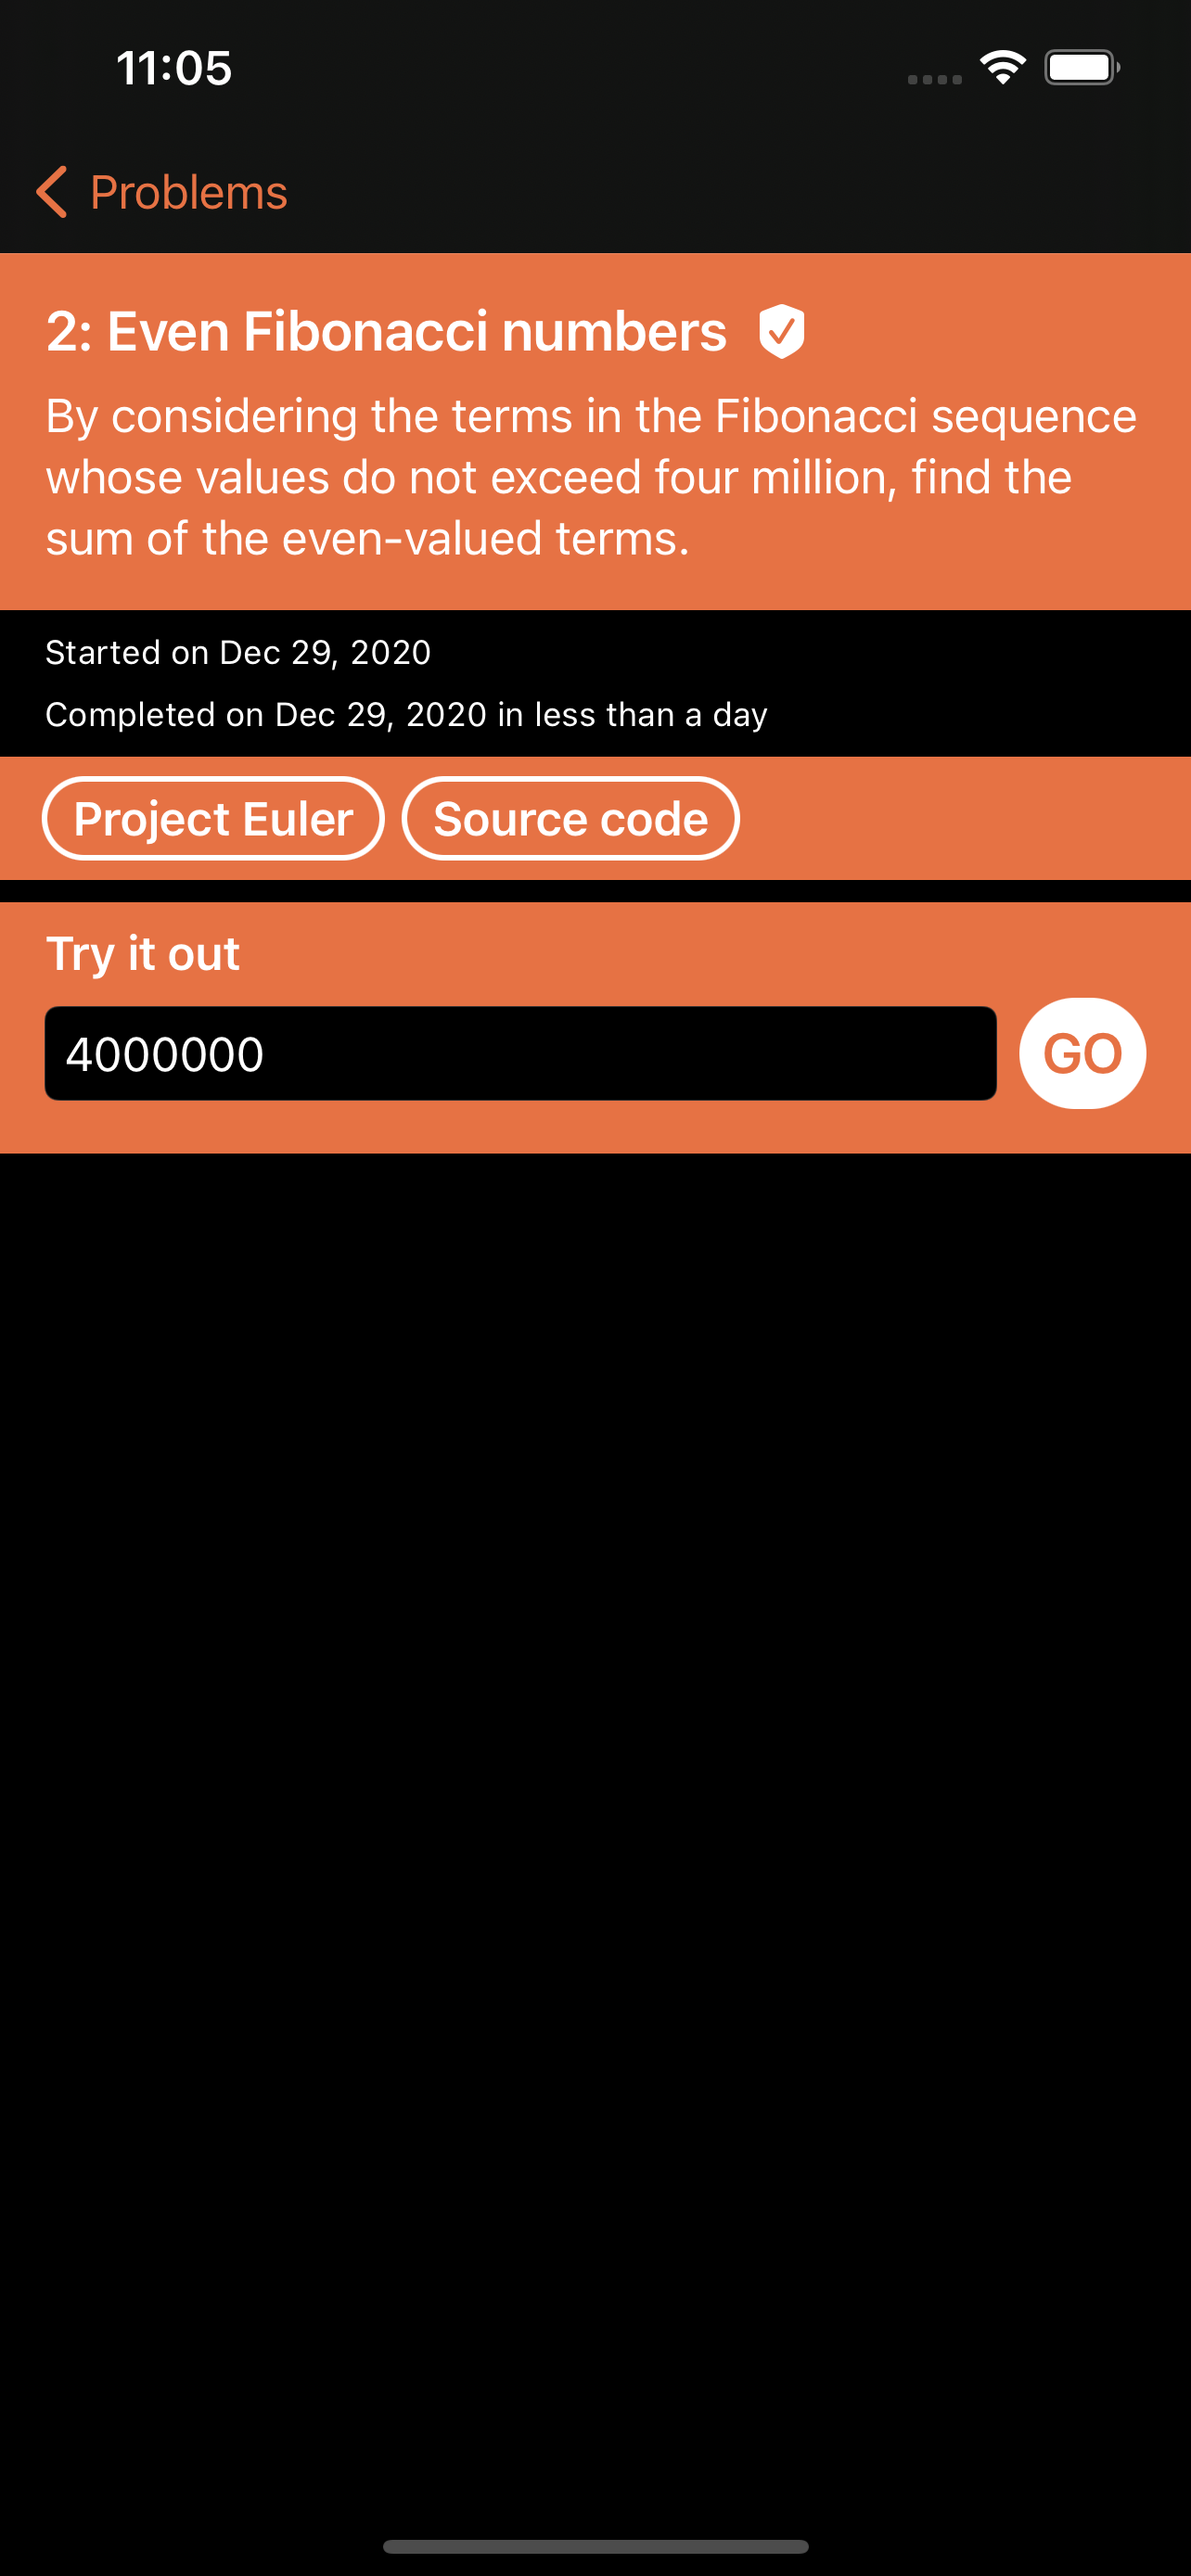 11:05
Problems
2: Even Fibonacci numbers
By considering the terms in the Fibonacci sequence
whose values do not exceed four million, find the
sum of the even-valued terms.
Started on Dec 29, 2020
Completed on Dec 29, 2020 in less than a day
Project Euler Source code
Try it out
4000000 GO